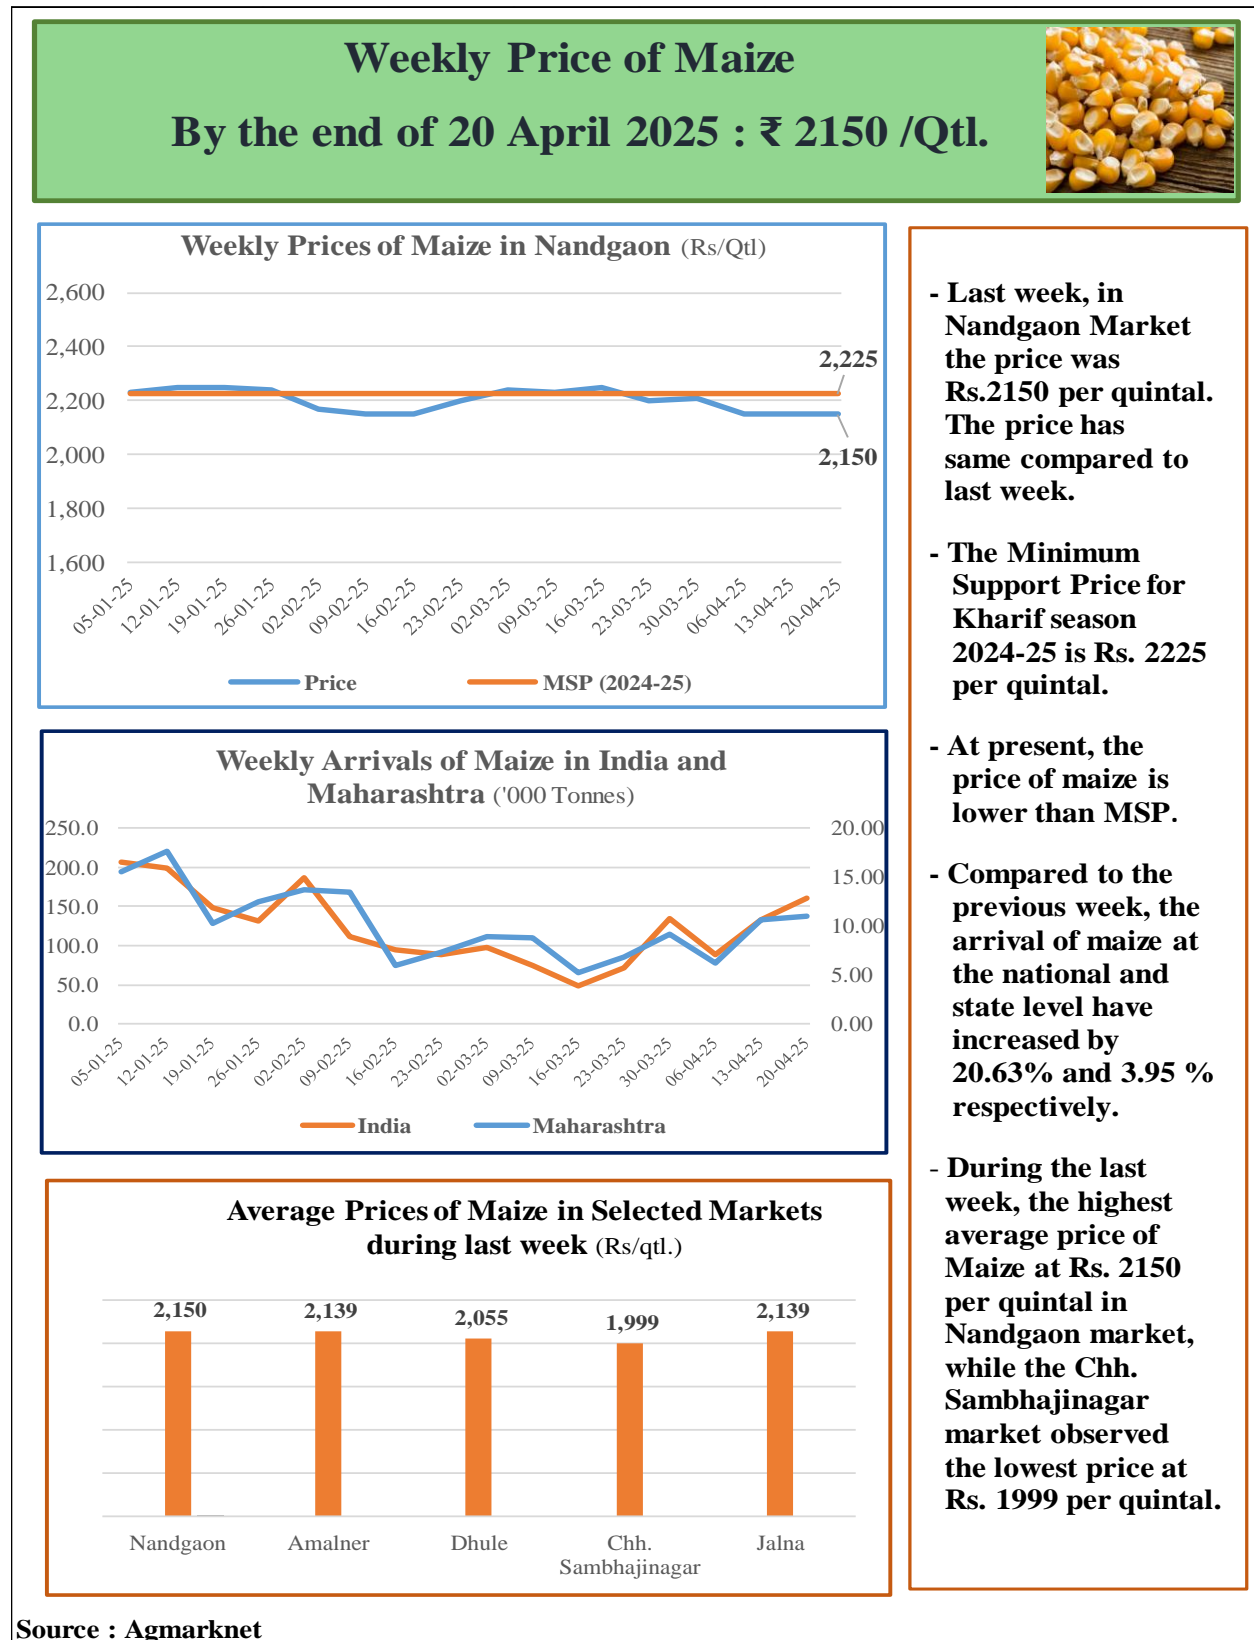 Weekly Price of Maize
By the end of 20 April 2025 : ₹ 2150 /Qtl.
Weekly Prices of Maize in Nandgaon (Rs/Qtl)
2,600
2,400
2,200
2,000
1,800
1,600
2,225
2,150
05-01-25
12-01-25
19-01-25
26-01-25
02-02-25
09-02-25
16-02-25
23-02-25
02-03-25
09-03-25
16-03-25
23-03-25
30-03-25
06-04-25
13-04-25
20-04-25
Price
MSP (2024-25)
Weekly Arrivals of Maize in India and
Maharashtra ('000 Tonnes)
250.0
200.0
150.0
100.0
50.0
0.0
20.00
15.00
10.00
5.00
0.00
05-01-25
12-01-25
19-01-25
26-01-25
02-02-25
09-02-25
16-02-25
23-02-25
02-03-25
09-03-25
16-03-25
23-03-25
30-03-25
06-04-25
13-04-25
20-04-25
India
Maharashtra
Average Prices of Maize in Selected Markets
during last week (Rs/qtl.)
2,150
2,139
2,055
1,999
2,139
Nandgaon
Amalner
Dhule
Chh.
Sambhajinagar
Jalna
- Last week, in
Nandgaon Market
the price was
Rs.2150 per quintal.
The price has
same compared to
last week.
- The Minimum
Support Price for
Kharif season
2024-25 is Rs. 2225
per quintal.
- At present, the
price of maize is
lower than MSP.
- Compared to the
previous week, the
arrival of maize at
the national and
state level have
increased by
20.63% and 3.95 %
respectively.
- During the last
week, the highest
average price of
Maize at Rs. 2150
per quintal in
Nandgaon market,
while the Chh.
Sambhajinagar
market observed
the lowest price at
Rs. 1999 per quintal.
Source : Agmarknet